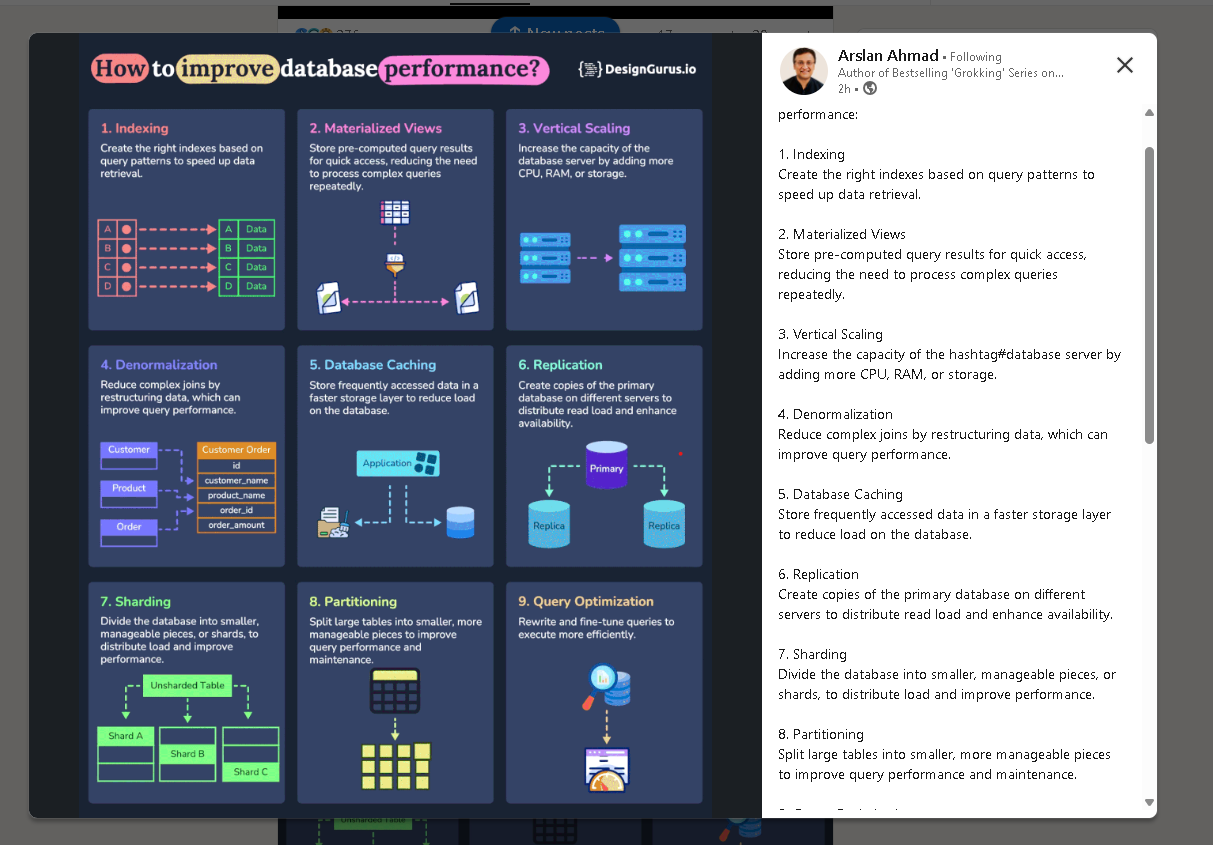 New posts
How to improve database performance?
DesignGurus.io
1. Indexing
Create the right indexes based on
query patterns to speed up data
retrieval.
A
A Data
B
B Data
C
C Data
D
D Data
2. Materialized Views
Store pre-computed query results
for quick access, reducing the need
to process complex queries
repeatedly.
3. Vertical Scaling
Increase the capacity of the
database server by adding more
CPU, RAM, or storage.
4. Denormalization
Reduce complex joins by
restructuring data, which can
improve query performance.
Customer
Product
Order
Customer Order
id
customer_name
product_name
order_id
order_amount
5. Database Caching
Store frequently accessed data in a
faster storage layer to reduce load
on the database.
Application
6. Replication
Create copies of the primary
database on different servers to
distribute read load and enhance
availability.
Primary
Replica
Replica
7. Sharding
Divide the database into smaller,
manageable pieces, or shards, to
distribute load and improve
performance.
Unsharded Table
Shard A
Shard B
Shard C
8. Partitioning
Split large tables into smaller, more
manageable pieces to improve
query performance and
maintenance.
9. Query Optimization
Rewrite and fine-tune queries to
execute more efficiently.
Arslan Ahmad • Following
Author of Bestselling 'Grokking' Series on...
2h •
performance:
1. Indexing
Create the right indexes based on query patterns to
speed up data retrieval.
2. Materialized Views
Store pre-computed query results for quick access,
reducing the need to process complex queries
repeatedly.
3. Vertical Scaling
Increase the capacity of the hashtag#database server by
adding more CPU, RAM, or storage.
4. Denormalization
Reduce complex joins by restructuring data, which can
improve query performance.
5. Database Caching
Store frequently accessed data in a faster storage layer
to reduce load on the database.
6. Replication
Create copies of the primary database on different
servers to distribute read load and enhance availability.
7. Sharding
Divide the database into smaller, manageable pieces, or
shards, to distribute load and improve performance.
8. Partitioning
Split large tables into smaller, more manageable pieces
to improve query performance and maintenance.
Unsharded Table